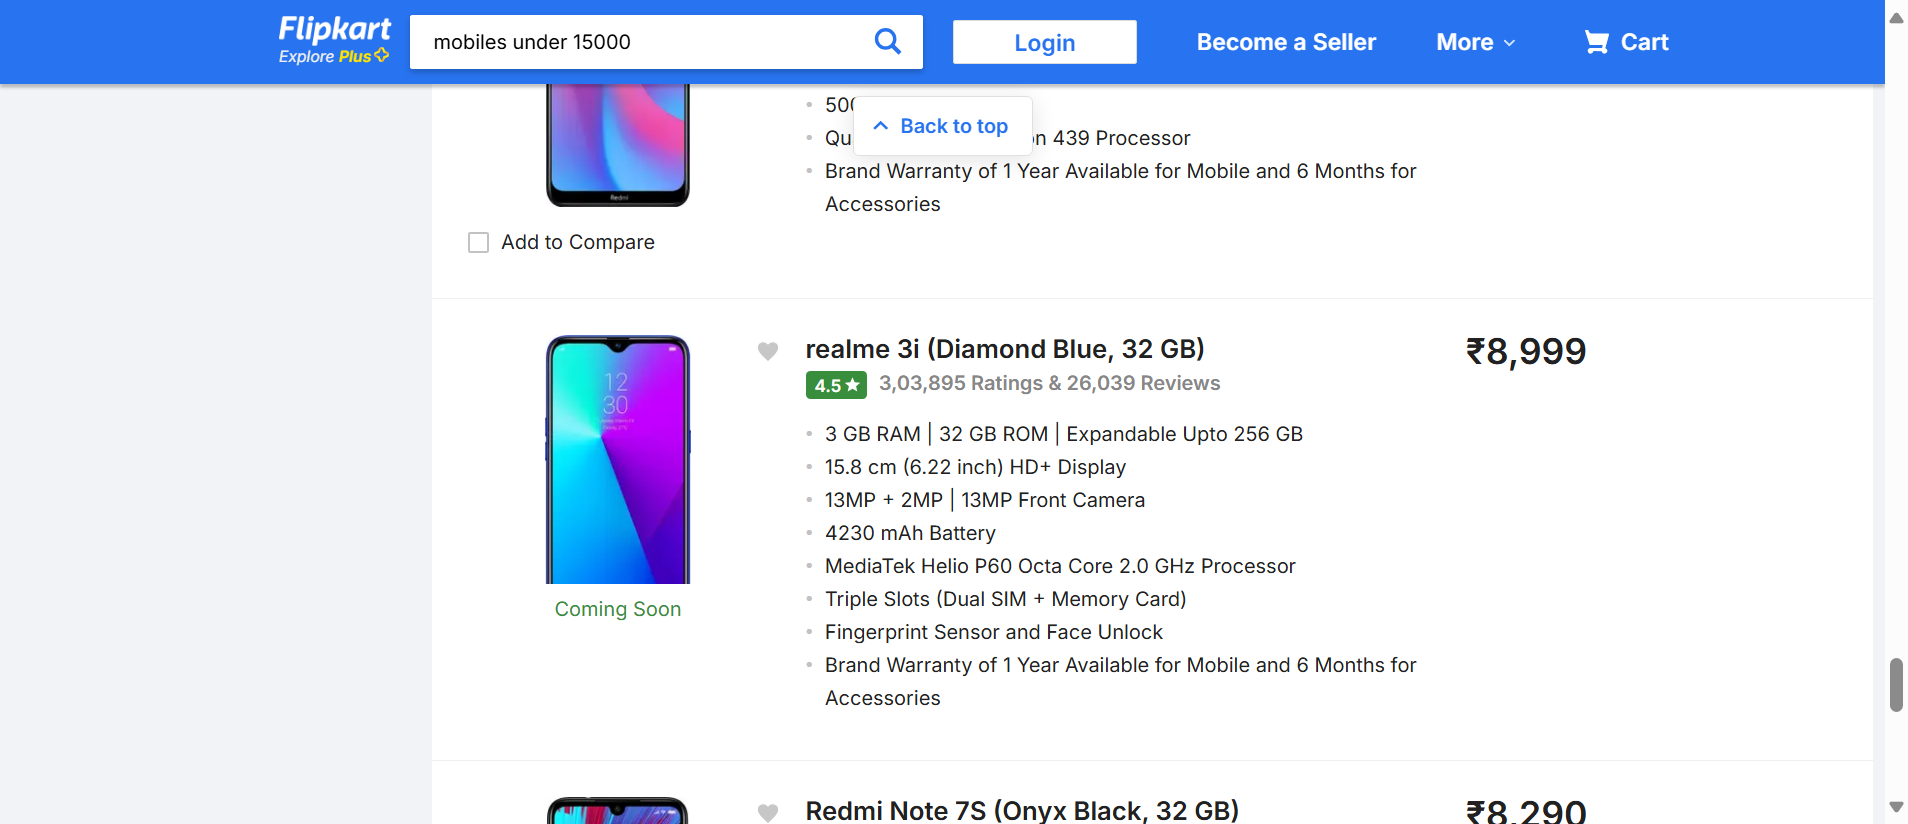 Flipkart
Explore Plus
mobiles under 15000
Login
Become a Seller
More
Cart
Back to top
500
Qu
n 439 Processor
Brand Warranty of 1 Year Available for Mobile and 6 Months for
Accessories
Redmi
Add to Compare
realme 3i (Diamond Blue, 32 GB)
₹8,999
4.5★ 3,03,895 Ratings & 26,039 Reviews
12
30
3 GB RAM | 32 GB ROM | Expandable Upto 256 GB
15.8 cm (6.22 inch) HD+ Display
13MP + 2MP | 13MP Front Camera
4230 mAh Battery
MediaTek Helio P60 Octa Core 2.0 GHz Processor
Triple Slots (Dual SIM + Memory Card)
Fingerprint Sensor and Face Unlock
Brand Warranty of 1 Year Available for Mobile and 6 Months for
Accessories
Coming Soon
Redmi Note 7S (Onyx Black, 32 GB)
₹8,290